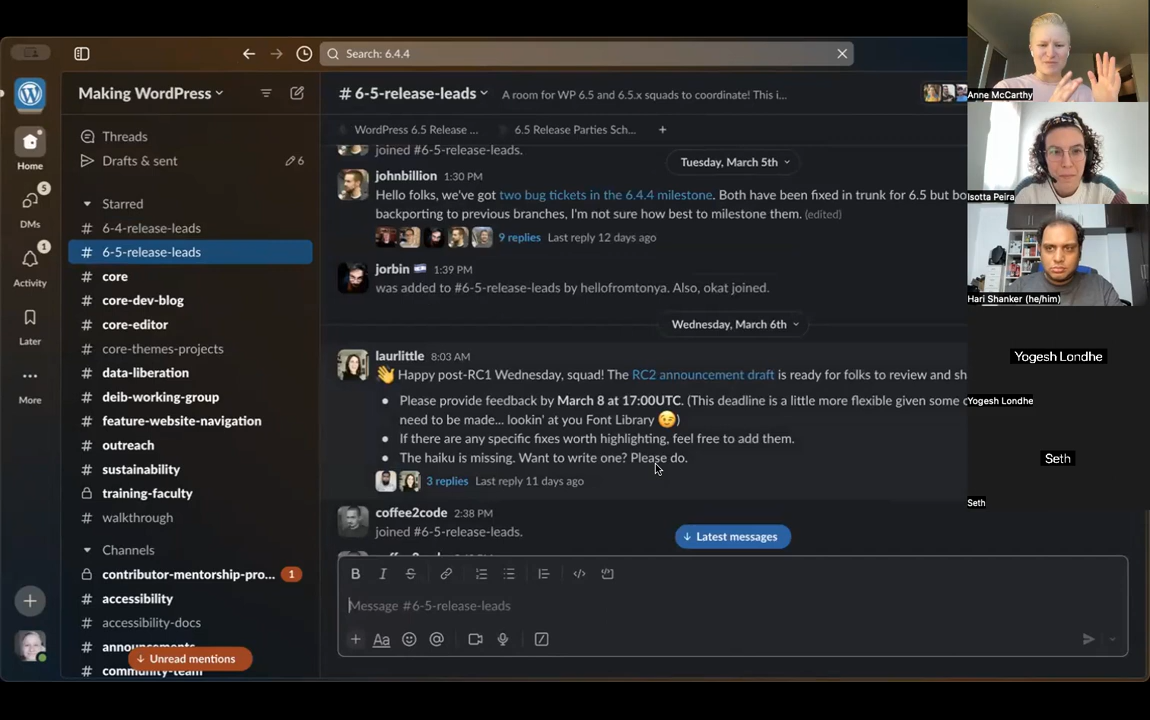 Search: 6.4.4
Making WordPress
Home
5
DMs
1
Activity
Later
More
Threads
Drafts & sent
6
Starred
# 6-4-release-leads
# 6-5-release-leads
# core
# core-dev-blog
# core-editor
# core-themes-projects
# data-liberation
# deib-working-group
# feature-website-navigation
# outreach
# sustainability
training-faculty
# walkthrough
Channels
contributor-mentorship-pro... 1
# accessibility
# accessibility-docs
# announcements
Unread mentions
# community-team
# 6-5-release-leads
A room for WP 6.5 and 6.5.x squads to coordinate! This i...
WordPress 6.5 Release ...
6.5 Release Parties Sch...
joined #6-5-release-leads.
Tuesday, March 5th
johnbillion 1:30 PM
Hello folks, we've got two bug tickets in the 6.4.4 milestone. Both have been fixed in trunk for 6.5 but
backporting to previous branches, I'm not sure how best to milestone them. (edited)
9 replies Last reply 12 days ago
jorbin 1:39 PM
was added to #6-5-release-leads by hellofromtonya. Also, okat joined.
Wednesday, March 6th
laurlittle 8:03 AM
Happy post-RC1 Wednesday, squad! The RC2 announcement draft is ready for folks to review and
• Please provide feedback by March 8 at 17:00UTC. (This deadline is a little more flexible given some
need to be made... lookin' at you Font Library
• If there are any specific fixes worth highlighting, feel free to add them.
• The haiku is missing. Want to write one? Please do.
3 replies Last reply 11 days ago
coffee2code 2:38 PM
joined #6-5-release-leads.
Latest messages
Message #6-5-release-leads
Aa
Anne McCarthy
Isotta Peira
Hari Shanker (he/him)
Yogesh Londhe
Yogesh Londhe
Seth
Seth